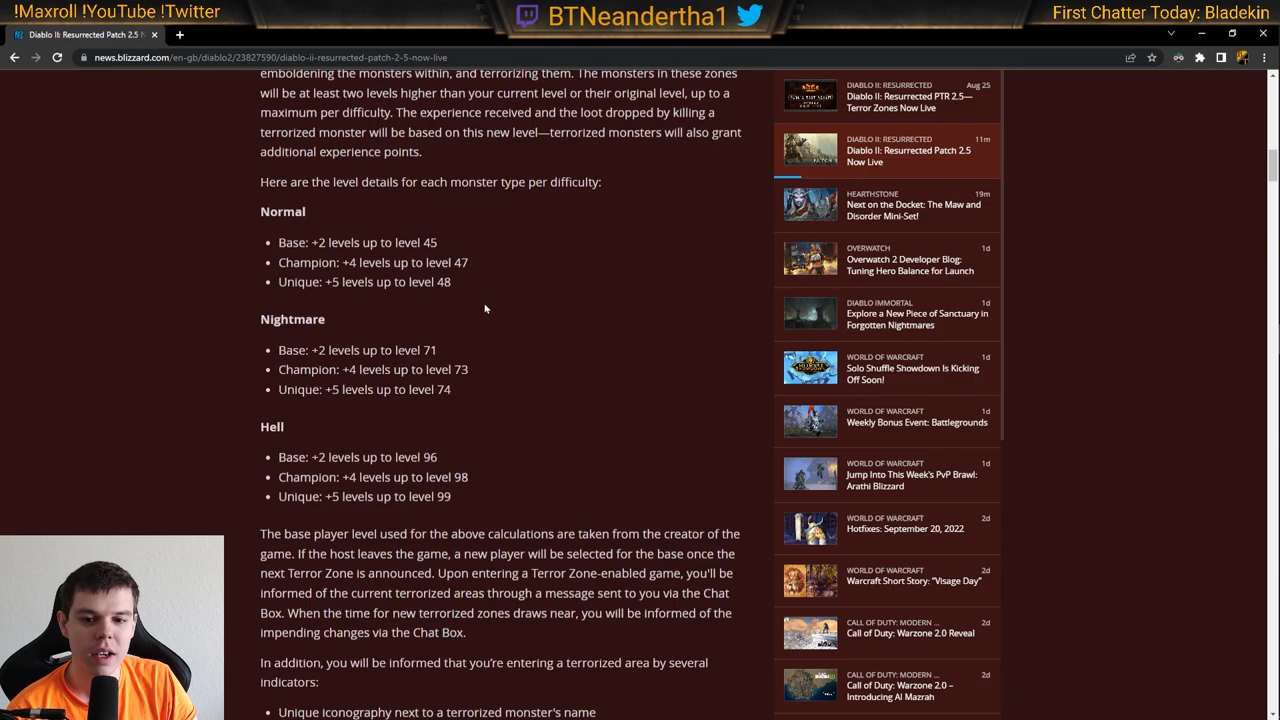 !Maxroll !YouTube !Twitter
BTNeandertha1
First Chatter Today: Bladekin
Diablo II: Resurrected Patch 2.5
news.blizzard.com/en-gb/diablo2/23827590/diablo-ii-resurrected-patch-2-5-now-live
emboldening the monsters within, and terrorizing them. The monsters in these zones
will be at least two levels higher than your current level or their original level, up to a
maximum per difficulty. The experience received and the loot dropped by killing a
terrorized monster will be based on this new level—terrorized monsters will also grant
additional experience points.
Here are the level details for each monster type per difficulty:
Normal
• Base: +2 levels up to level 45
• Champion: +4 levels up to level 47
• Unique: +5 levels up to level 48
Nightmare
• Base: +2 levels up to level 71
• Champion: +4 levels up to level 73
• Unique: +5 levels up to level 74
Hell
• Base: +2 levels up to level 96
• Champion: +4 levels up to level 98
• Unique: +5 levels up to level 99
The base player level used for the above calculations are taken from the creator of the
game. If the host leaves the game, a new player will be selected for the base once the
next Terror Zone is announced. Upon entering a Terror Zone-enabled game, you'll be
informed of the current terrorized areas through a message sent to you via the Chat
Box. When the time for new terrorized zones draws near, you will be informed of the
impending changes via the Chat Box.
In addition, you will be informed that you're entering a terrorized area by several
indicators:
• Unique iconography next to a terrorized monster's name
DIABLO II: RESURRECTED Aug 25
Diablo II: Resurrected PTR 2.5—
Terror Zones Now Live
DIABLO II: RESURRECTED 11m
Diablo II: Resurrected Patch 2.5
Now Live
HEARTHSTONE 19m
Next on the Docket: The Maw and
Disorder Mini-Set!
OVERWATCH 1d
Overwatch 2 Developer Blog:
Tuning Hero Balance for Launch
DIABLO IMMORTAL 1d
Explore a New Piece of Sanctuary in
Forgotten Nightmares
WORLD OF WARCRAFT 1d
Solo Shuffle Showdown Is Kicking
Off Soon!
WORLD OF WARCRAFT 1d
Weekly Bonus Event: Battlegrounds
WORLD OF WARCRAFT 1d
Jump Into This Week's PvP Brawl:
Arathi Blizzard
WORLD OF WARCRAFT 2d
Hotfixes: September 20, 2022
WORLD OF WARCRAFT 2d
Warcraft Short Story: "Visage Day"
CALL OF DUTY: MODERN ... 2d
Call of Duty: Warzone 2.0 Reveal
CALL OF DUTY: MODERN ... 2d
Call of Duty: Warzone 2.0 –
Introducing Al Mazrah